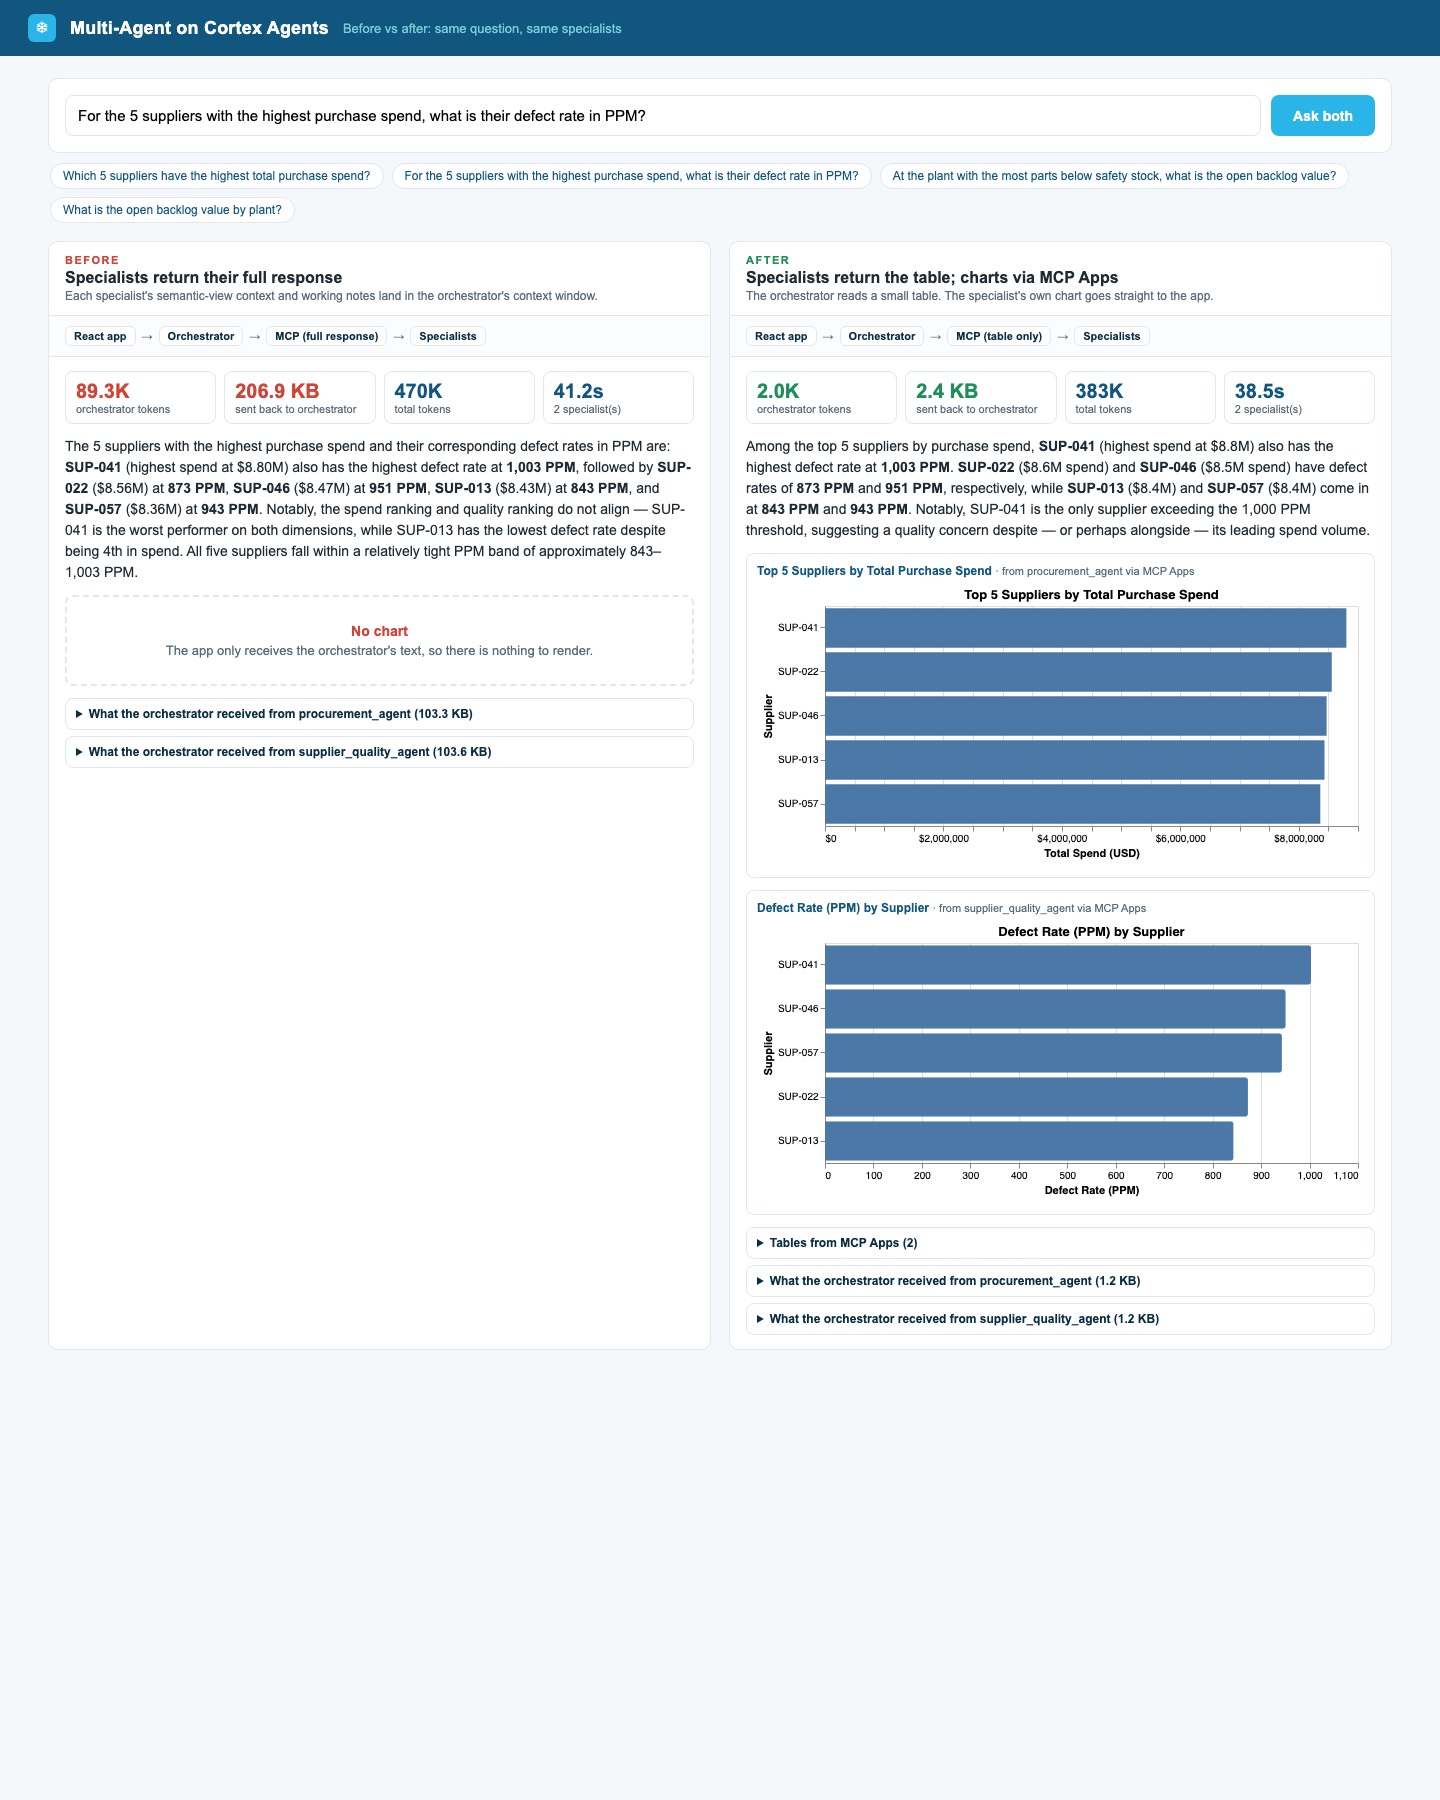 Multi-Agent on Cortex Agents
Before vs after: same question, same specialists
For the 5 suppliers with the highest purchase spend, what is their defect rate in PPM?
Ask both
Which 5 suppliers have the highest total purchase spend?
For the 5 suppliers with the highest purchase spend, what is their defect rate in PPM?
At the plant with the most parts below safety stock, what is the open backlog value?
What is the open backlog value by plant?
BEFORE
Specialists return their full response
Each specialist's semantic-view context and working notes land in the orchestrator's context window.
React app → Orchestrator → MCP (full response) → Specialists
89.3K
orchestrator tokens
206.9 KB
sent back to orchestrator
470K
total tokens
41.2s
2 specialist(s)
The 5 suppliers with the highest purchase spend and their corresponding defect rates in PPM are:
SUP-041 (highest spend at $8.80M) also has the highest defect rate at 1,003 PPM, followed by SUP-
022 ($8.56M) at 873 PPM, SUP-046 ($8.47M) at 951 PPM, SUP-013 ($8.43M) at 843 PPM, and
SUP-057 ($8.36M) at 943 PPM. Notably, the spend ranking and quality ranking do not align — SUP-
041 is the worst performer on both dimensions, while SUP-013 has the lowest defect rate despite
being 4th in spend. All five suppliers fall within a relatively tight PPM band of approximately 843–
1,003 PPM.
No chart
The app only receives the orchestrator's text, so there is nothing to render.
▶ What the orchestrator received from procurement_agent (103.3 KB)
▶ What the orchestrator received from supplier_quality_agent (103.6 KB)
AFTER
Specialists return the table; charts via MCP Apps
The orchestrator reads a small table. The specialist's own chart goes straight to the app.
React app → Orchestrator → MCP (table only) → Specialists
2.0K
orchestrator tokens
2.4 KB
sent back to orchestrator
383K
total tokens
38.5s
2 specialist(s)
Among the top 5 suppliers by purchase spend, SUP-041 (highest spend at $8.8M) also has the
highest defect rate at 1,003 PPM. SUP-022 ($8.6M spend) and SUP-046 ($8.5M spend) have defect
rates of 873 PPM and 951 PPM, respectively, while SUP-013 ($8.4M) and SUP-057 ($8.4M) come in
at 843 PPM and 943 PPM. Notably, SUP-041 is the only supplier exceeding the 1,000 PPM
threshold, suggesting a quality concern despite — or perhaps alongside — its leading spend volume.
Top 5 Suppliers by Total Purchase Spend · from procurement_agent via MCP Apps
Top 5 Suppliers by Total Purchase Spend
Supplier
SUP-041
SUP-022
SUP-046
SUP-013
SUP-057
$0 $2,000,000 $4,000,000 $6,000,000 $8,000,000
Total Spend (USD)
Defect Rate (PPM) by Supplier · from supplier_quality_agent via MCP Apps
Defect Rate (PPM) by Supplier
Supplier
SUP-041
SUP-046
SUP-057
SUP-022
SUP-013
0 100 200 300 400 500 600 700 800 900 1,000 1,100
Defect Rate (PPM)
▶ Tables from MCP Apps (2)
▶ What the orchestrator received from procurement_agent (1.2 KB)
▶ What the orchestrator received from supplier_quality_agent (1.2 KB)